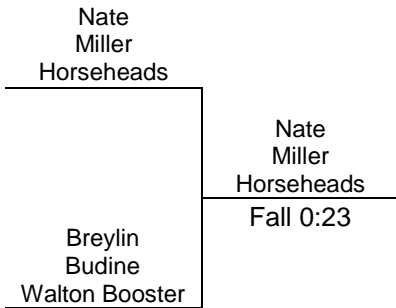 Nate
Miller
Horseheads
Nate
Miller
Horseheads
Fall 0:23
Breylin
Budine
Walton Booster